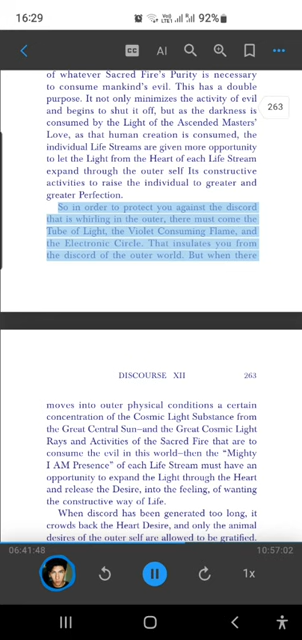 16:29
Vo)) LTE1
92%
CC
AI
263
of whatever Sacred Fire's Purity is necessary
to consume mankind's evil. This has a double
purpose. It not only minimizes the activity of evil
and begins to shut it off, but as the darkness is
consumed by the Light of the Ascended Masters'
Love, as that human creation is consumed, the
individual Life Streams are given more opportunity
to let the Light from the Heart of each Life Stream
expand through the outer self Its constructive
activities to raise the individual to greater and
greater Perfection.
So in order to protect you against the discord
that is whirling in the outer, there must come the
Tube of Light, the Violet Consuming Flame, and
the Electronic Circle. That insulates you from
the discord of the outer world. But when there
DISCOURSE XII 263
moves into outer physical conditions a certain
concentration of the Cosmic Light Substance from
the Great Central Sun—and the Great Cosmic Light
Rays and Activities of the Sacred Fire that are to
consume the evil in this world—then the "Mighty
I AM Presence" of each Life Stream must have an
opportunity to expand the Light through the Heart
and release the Desire, into the feeling, of wanting
the constructive way of Life.
When discord has been generated too long, it
crowds back the Heart Desire, and only the animal
desires of the outer self are allowed to be gratified.
06:41:48 10:57:02
1x